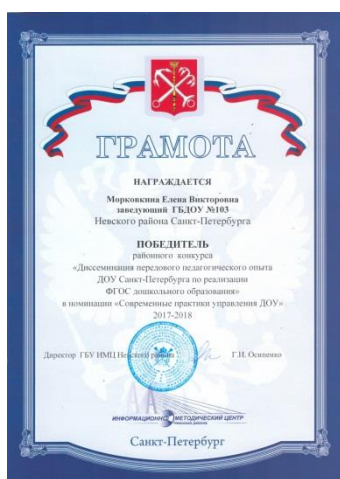 ГРАМОТА
НАГРАЖДАЕТСЯ
Морковкина Елена Викторовна
заведующий ГБДОУ №103
Невского района Санкт-Петербурга
ПОБЕДИТЕЛЬ
районного конкурса
«Диссеминация передового педагогического опыта
ДОУ Санкт-Петербурга по реализации
ФГОС дошкольного образования»
в номинации «Современные практики управления ДОУ»
2017-2018
Директор ГБУ ИМЦ Невского района Г.И. Осипенко
ИНФОРМАЦИОННО МЕТОДИЧЕСКИЙ ЦЕНТР
Санкт-Петербург